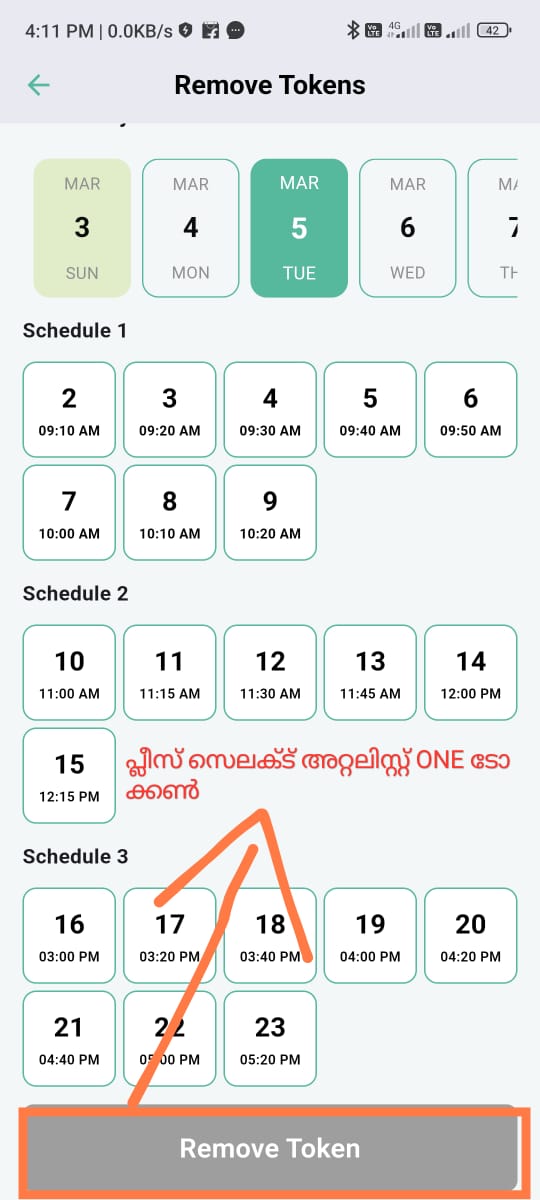 4:11 PM | 0.0KB/s
4G
42
Remove Tokens
MAR MAR MAR MAR
3 4 5 6 7
SUN MON TUE WED
Schedule 1
2 3 4 5 6
09:10 AM 09:20 AM 09:30 AM 09:40 AM 09:50 AM
7 8 9
10:00 AM 10:10 AM 10:20 AM
Schedule 2
10 11 12 13 14
11:00 AM 11:15 AM 11:30 AM 11:45 AM 12:00 PM
15
12:15 PM
പ്ലീസ് സെലക്ട് അറ്റലിസ്റ്റ് ONE ടോ
ക്കൺ
Schedule 3
16 17 18 19 20
03:00 PM 03:20 PM 03:40 PM 04:00 PM 04:20 PM
21 22 23
04:40 PM 05:00 PM 05:20 PM
Remove Token